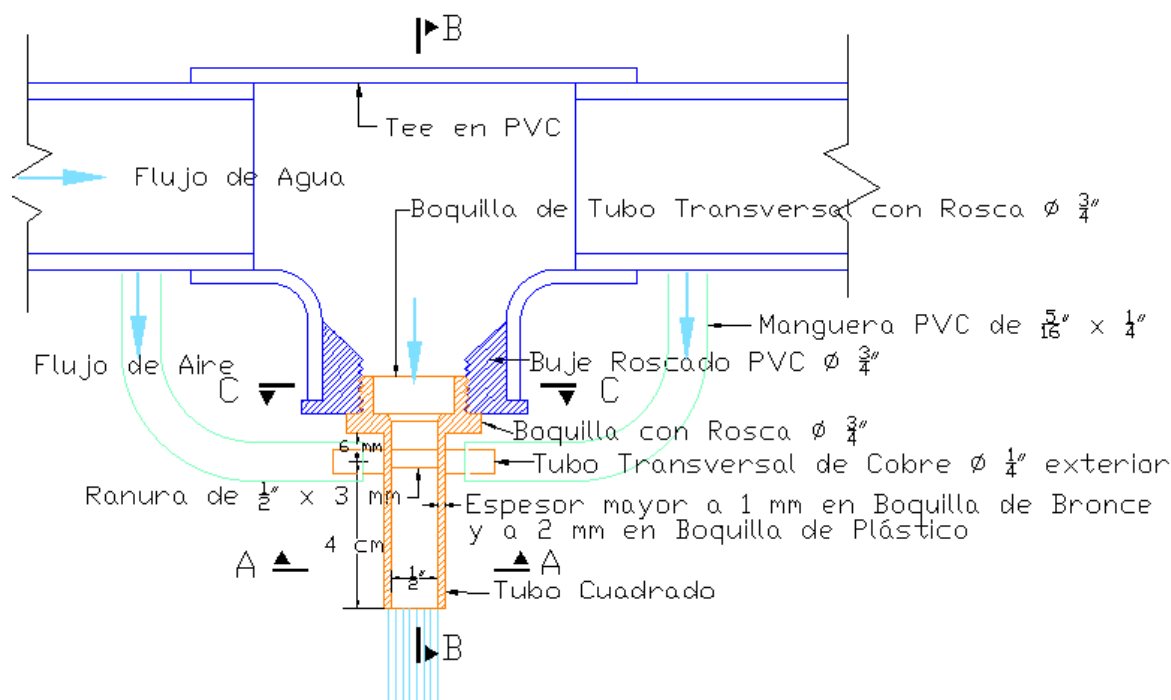 B
Tee en PVC
Flujo de Agua
Boquilla de Tubo Transversal con Rosca Ø 3/4"
Manguera PVC de 5/16" x 1/4"
Flujo de Aire
Buje Roscado PVC Ø 3/4"
C
C
Boquilla con Rosca Ø 3/4"
6 mm
Tubo Transversal de Cobre Ø 1/4" exterior
Ranura de 1/2" x 3 mm
Espesor mayor a 1 mm en Boquilla de Bronce
y a 2 mm en Boquilla de Plástico
4 cm
A
A
1/2"
Tubo Cuadrado
B